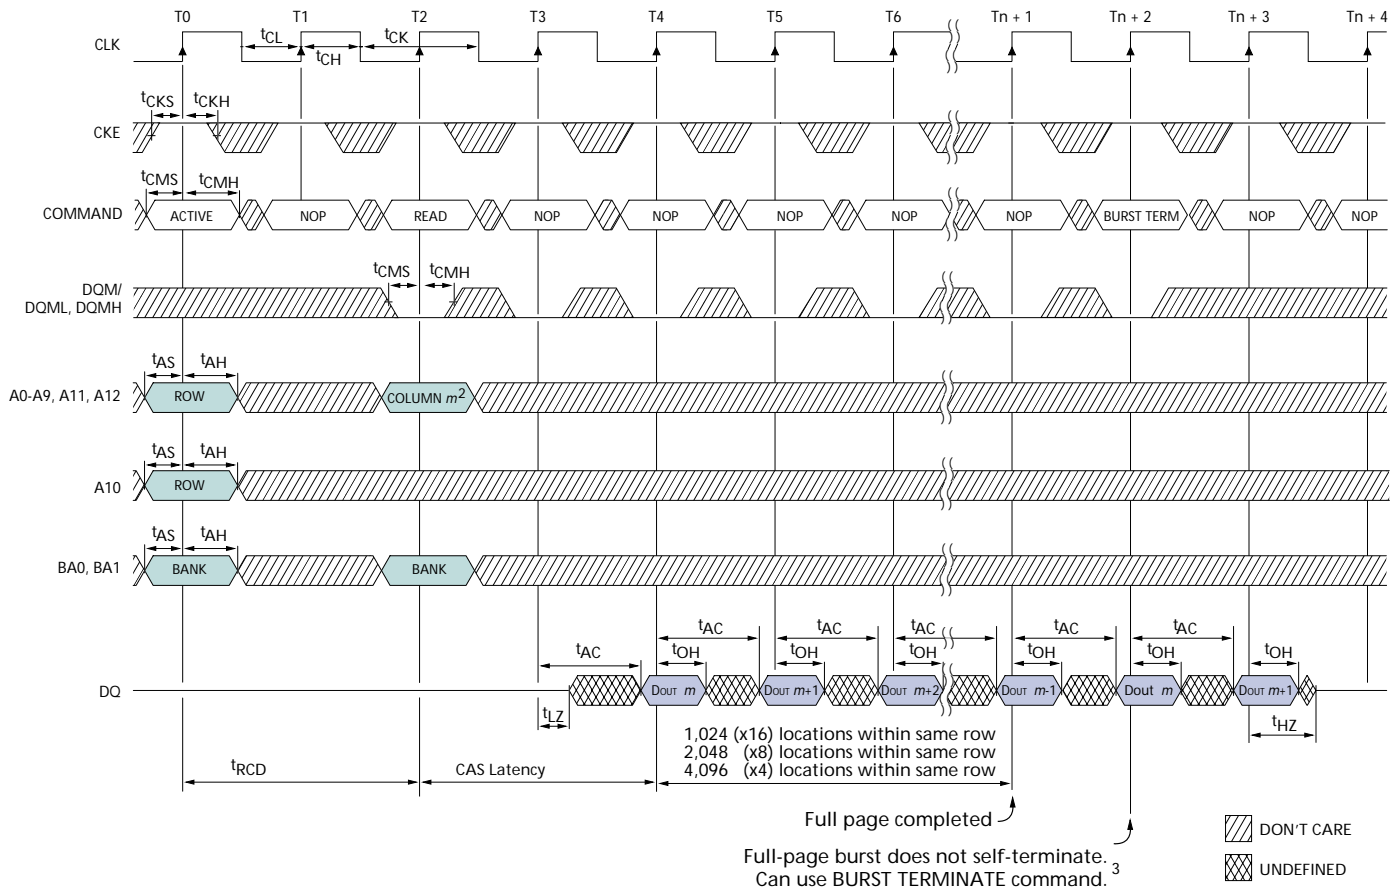 T0 T1 T2 T3 T4 T5 T6 Tn + 1 Tn + 2 Tn + 3 Tn + 4
CLK
tCL tCK
tCH
tCKS tCKH
CKE
tCMS tCMH
COMMAND ACTIVE NOP READ NOP NOP NOP NOP NOP BURST TERM NOP NOP
tCMS tCMH
DQM/
DQML, DQMH
tAS tAH
A0-A9, A11, A12 ROW COLUMN m2
tAS tAH
A10 ROW
tAS tAH
BA0, BA1 BANK BANK
tAC tAC tAC tAC tAC
tAC tOH tOH tOH tOH tOH tOH
DQ DOUT m DOUT m+1 DOUT m+2 DOUT m-1 Dout m DOUT m+1
tLZ tHZ
1,024 (x16) locations within same row
2,048 (x8) locations within same row
4,096 (x4) locations within same row
tRCD CAS Latency
Full page completed
Full-page burst does not self-terminate. 3
Can use BURST TERMINATE command.
DON'T CARE
UNDEFINED